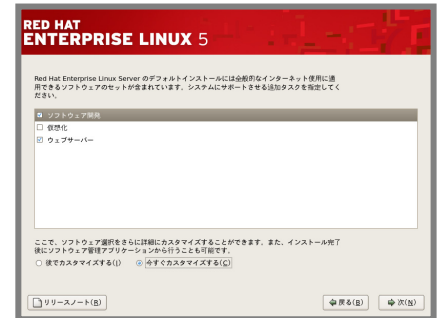 RED HAT
ENTERPRISE LINUX 5
Red Hat Enterprise Linux Server のデフォルトインストールには全般的なインターネット使用に適
用できるソフトウェアのセットが含まれています。システムにサポートさせる追加タスクを指定してく
ださい。
ソフトウェア開発
仮想化
ウェブサーバー
ここで、ソフトウェア選択をさらに詳細にカスタマイズすることができます。また、インストール完了
後にソフトウェア管理アプリケーションから行うことも可能です。
後でカスタマイズする(l) 今すぐカスタマイズする(C)
リリースノート(R) 戻る(B) 次(N)